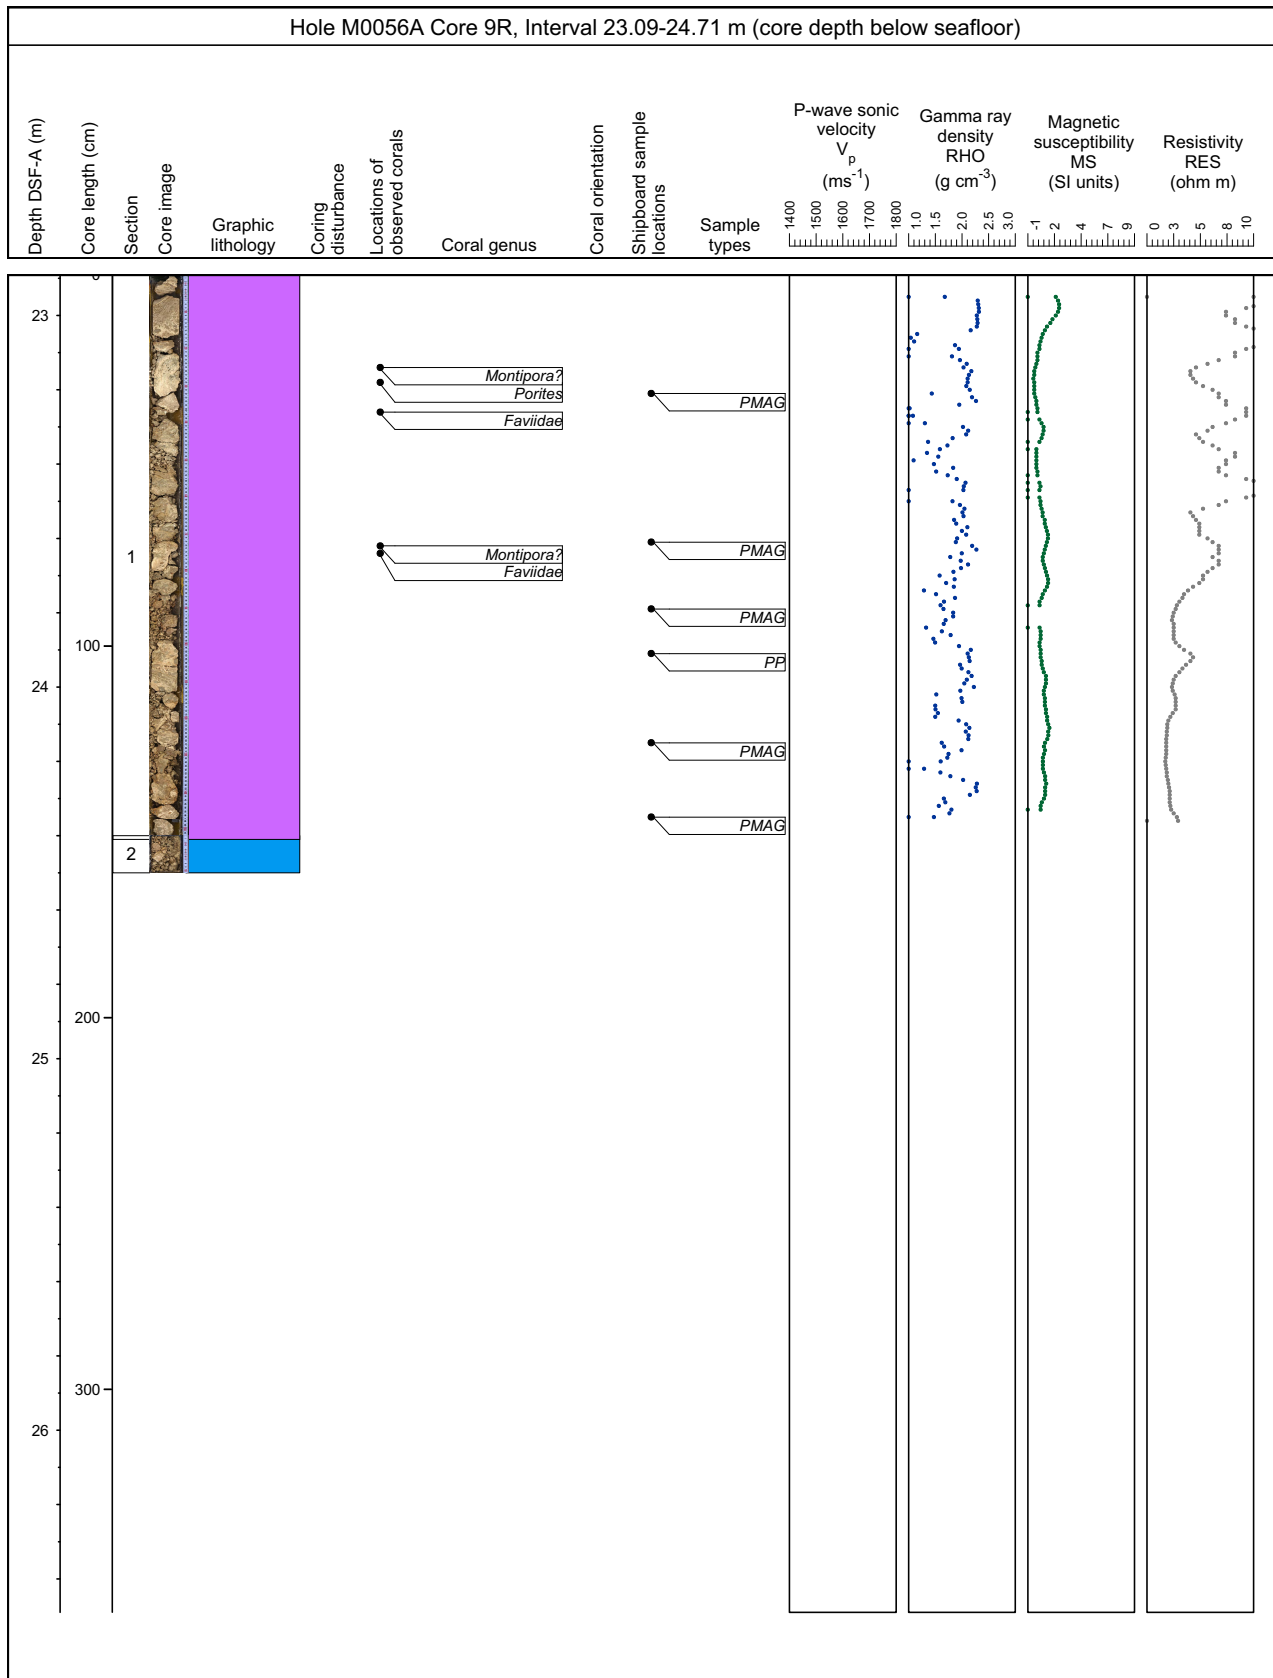 Hole M0056A Core 9R, Interval 23.09-24.71 m (core depth below seafloor)
Depth DSF-A (m)
Core length (cm)
Section
Core image
Graphic
lithology
Coring
disturbance
Locations of
observed corals
Coral genus
Coral orientation
Shipboard sample
locations
Sample
types
P-wave sonic
velocity
Vp
(ms-1)
1400 1500 1600 1700 1800
Gamma ray
density
RHO
(g cm-3)
1.0 1.5 2.0 2.5 3.0
Magnetic
susceptibility
MS
(SI units)
-1 2 4 6 9
Resistivity
RES
(ohm m)
0 3 5 8 10
0
23
Montipora?
Porites
PMAG
Faviidae
1
PMAG
Montipora?
Faviidae
PMAG
100
PP
24
PMAG
PMAG
2
200
25
300
26